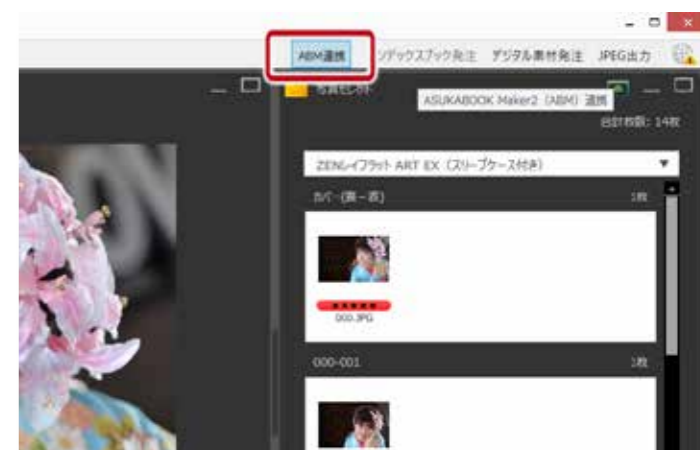 ABM連携 ンデックスブック発注 デジタル素材発注 JPEG出力
写真セレクト
ASUKABOOK Maker2（ABM）連携
合計枚数: 14枚
ZENレイフラット ART EX（スリーブケース付き）
カバー(裏－表) 1枚
000.JPG
000-001 1枚